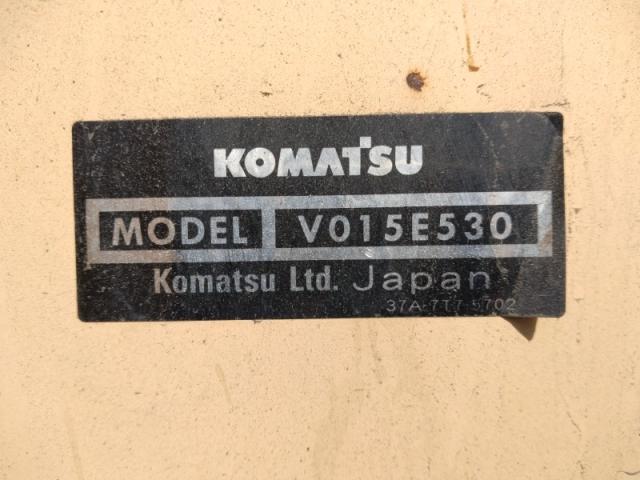 KOMATSU
MODEL V015E530
Komatsu Ltd. Japan
37A-7T7-5702